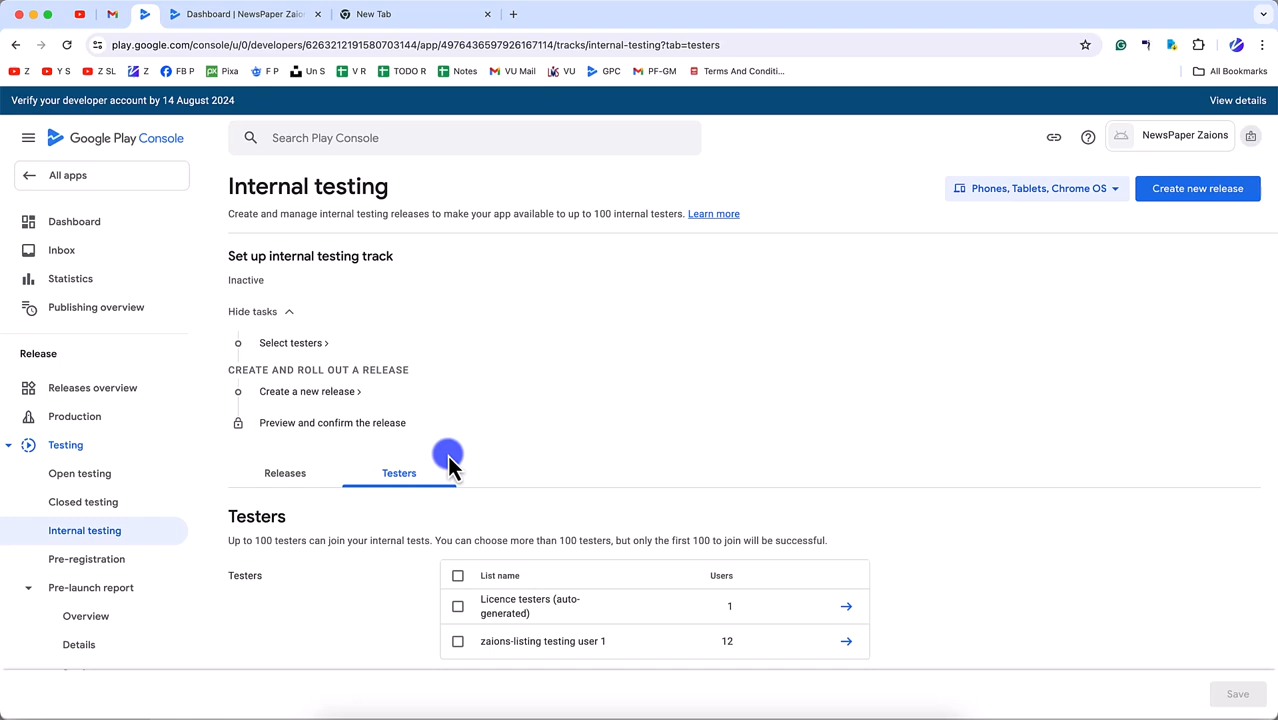 Dashboard | NewsPaper Zaion
New Tab
play.google.com/console/u/0/developers/6263212191580703144/app/4976436597926167114/tracks/internal-testing?tab=testers
Z
Y S
Z SL
Z
FB P
Pixa
F P
Un S
V R
TODO R
Notes
VU Mail
VU
GPC
PF-GM
Terms And Conditi...
All Bookmarks
Verify your developer account by 14 August 2024
View details
Google Play Console
Search Play Console
NewsPaper Zaions
All apps
Internal testing
Phones, Tablets, Chrome OS
Create new release
Create and manage internal testing releases to make your app available to up to 100 internal testers. Learn more
Dashboard
Inbox
Statistics
Publishing overview
Release
Releases overview
Production
Testing
Open testing
Closed testing
Internal testing
Pre-registration
Pre-launch report
Overview
Details
Set up internal testing track
Inactive
Hide tasks
Select testers
CREATE AND ROLL OUT A RELEASE
Create a new release
Preview and confirm the release
Releases
Testers
Testers
Up to 100 testers can join your internal tests. You can choose more than 100 testers, but only the first 100 to join will be successful.
Testers
List name
Users
Licence testers (auto-
generated)
1
zaions-listing testing user 1
12
Save